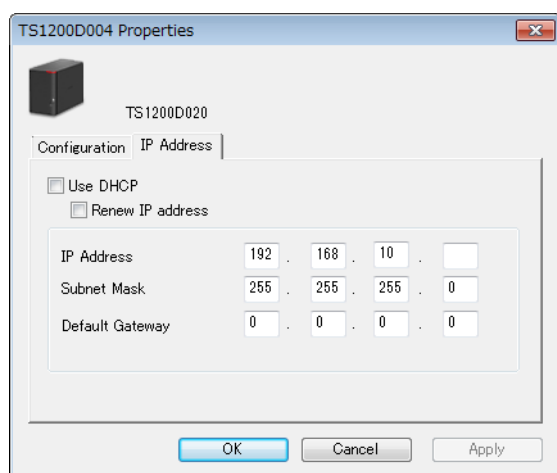 TS1200D004 Properties
TS1200D020
Configuration IP Address
Use DHCP
Renew IP address
IP Address 192 . 168 . 10 .
Subnet Mask 255 . 255 . 255 . 0
Default Gateway 0 . 0 . 0 . 0
OK Cancel Apply